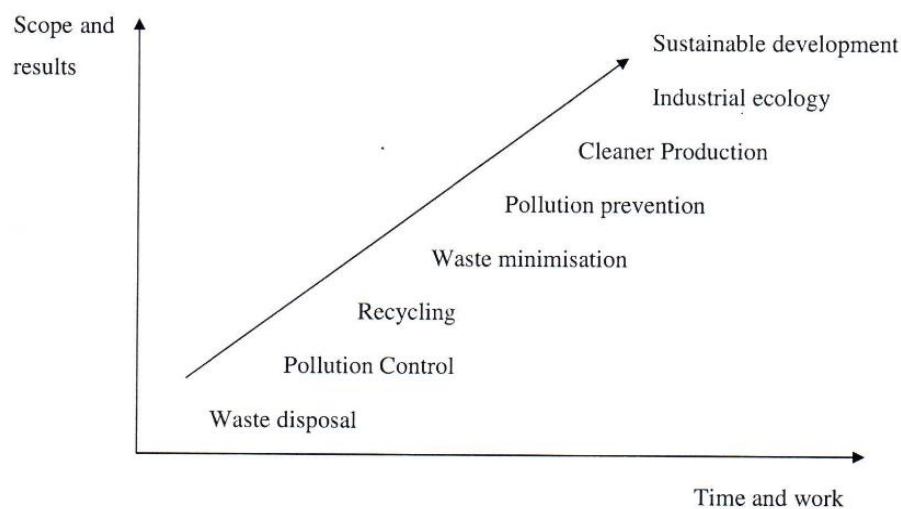 Scope and
results
Sustainable development
Industrial ecology
Cleaner Production
Pollution prevention
Waste minimisation
Recycling
Pollution Control
Waste disposal
Time and work